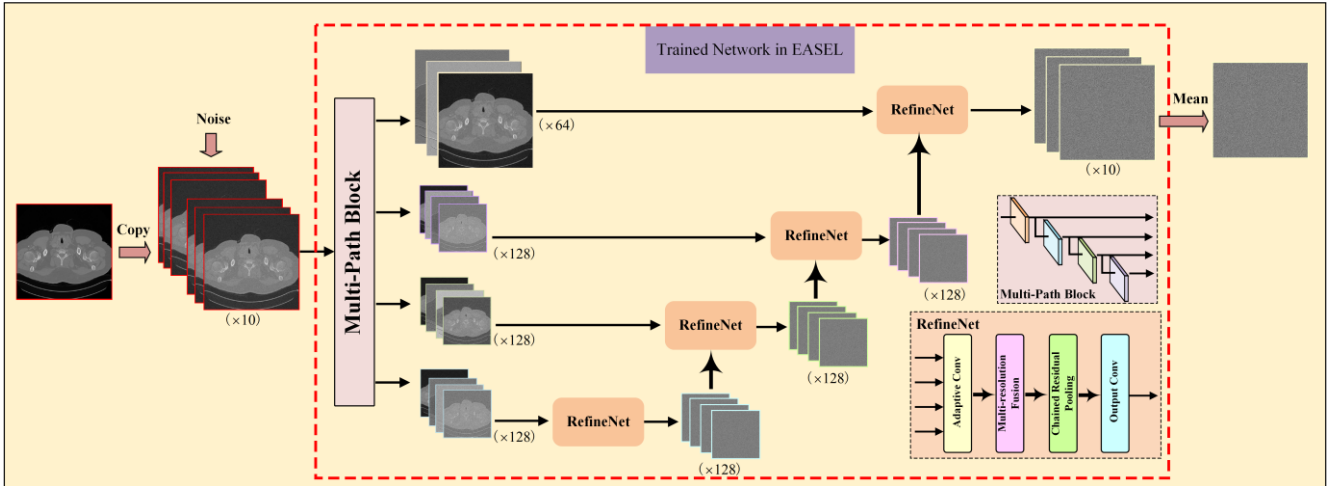 Trained Network in EASEL
Noise
Copy
(×10)
Multi-Path Block
(×64)
RefineNet
(×10)
Mean
(×128)
RefineNet
(×128)
(×128)
RefineNet
(×128)
(×128)
RefineNet
(×128)
Multi-Path Block
RefineNet
Adaptive Conv
Multi-resolution
Fusion
Chained Residual
Pooling
Output Conv